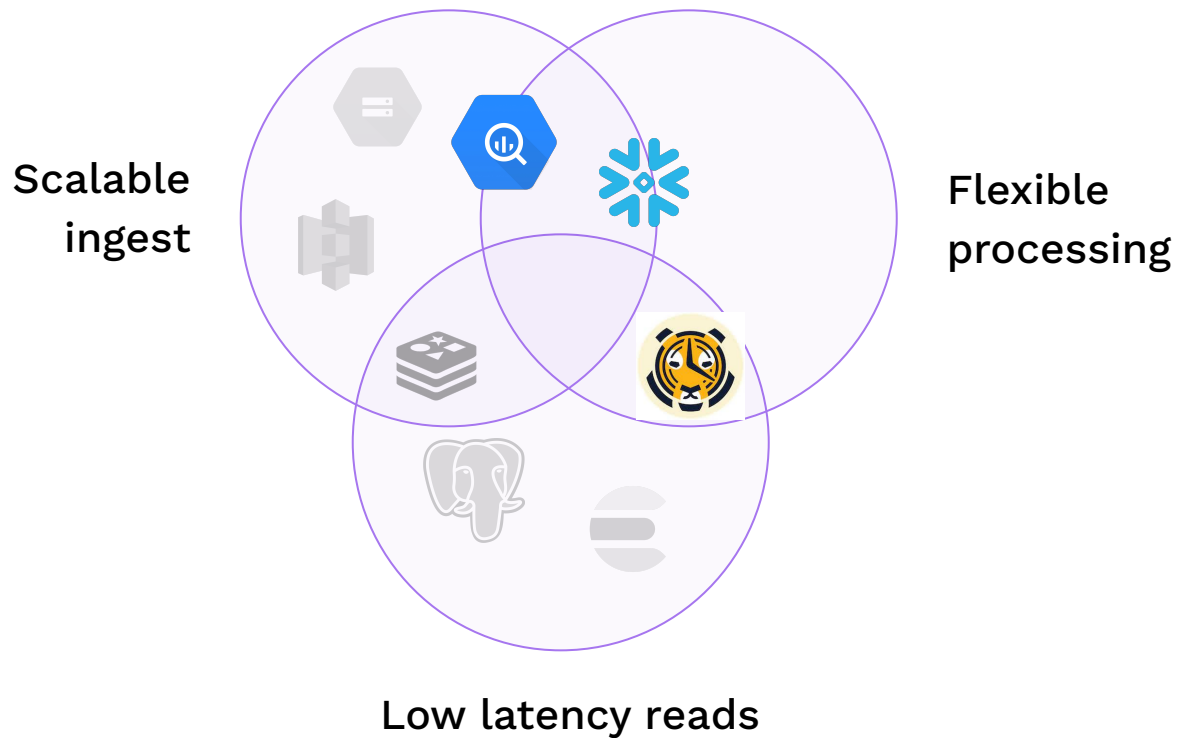 Scalable
ingest
Flexible
processing
Low latency reads